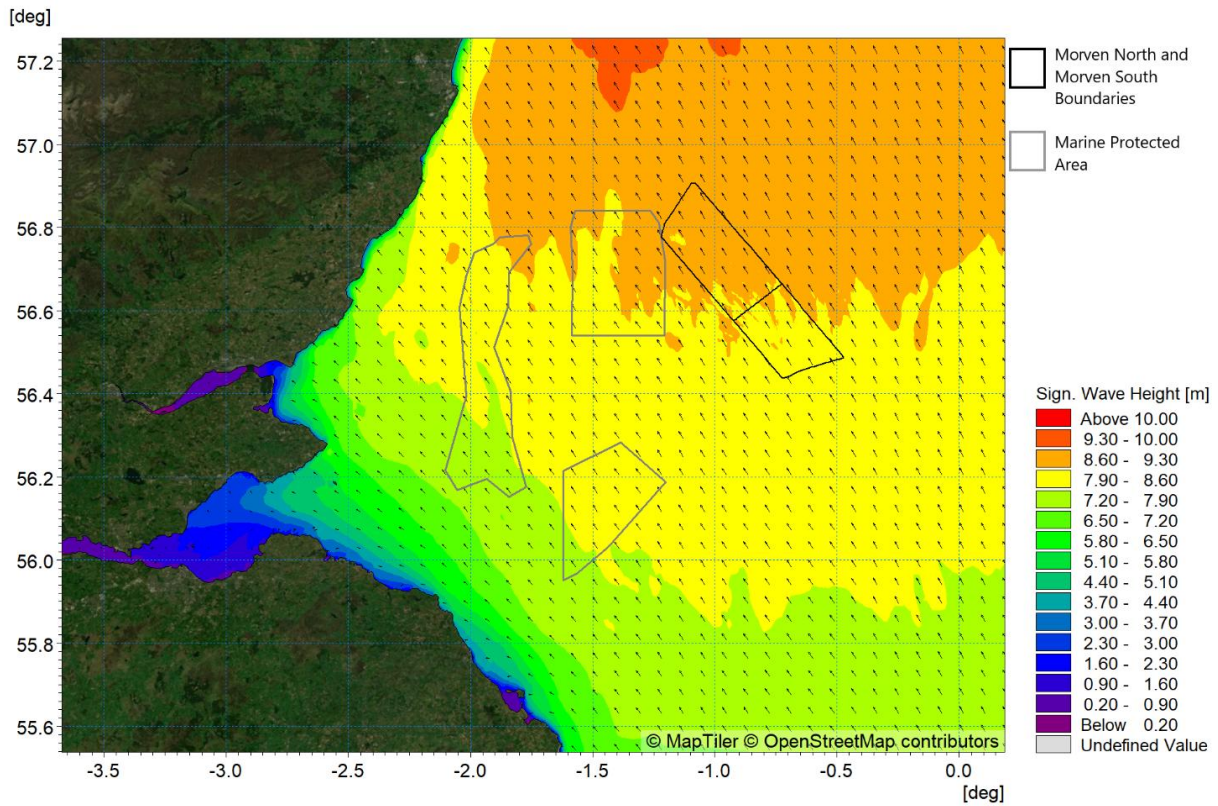 [deg]
57.2
57.0
56.8
56.6
56.4
56.2
56.0
55.8
55.6
-3.5
-3.0
-2.5
-2.0
-1.5
-1.0
-0.5
0.0
[deg]
© MapTiler © OpenStreetMap contributors
Morven North and
Morven South
Boundaries
Marine Protected
Area
Sign. Wave Height [m]
Above 10.00
9.30 - 10.00
8.60 - 9.30
7.90 - 8.60
7.20 - 7.90
6.50 - 7.20
5.80 - 6.50
5.10 - 5.80
4.40 - 5.10
3.70 - 4.40
3.00 - 3.70
2.30 - 3.00
1.60 - 2.30
0.90 - 1.60
0.20 - 0.90
Below 0.20
Undefined Value